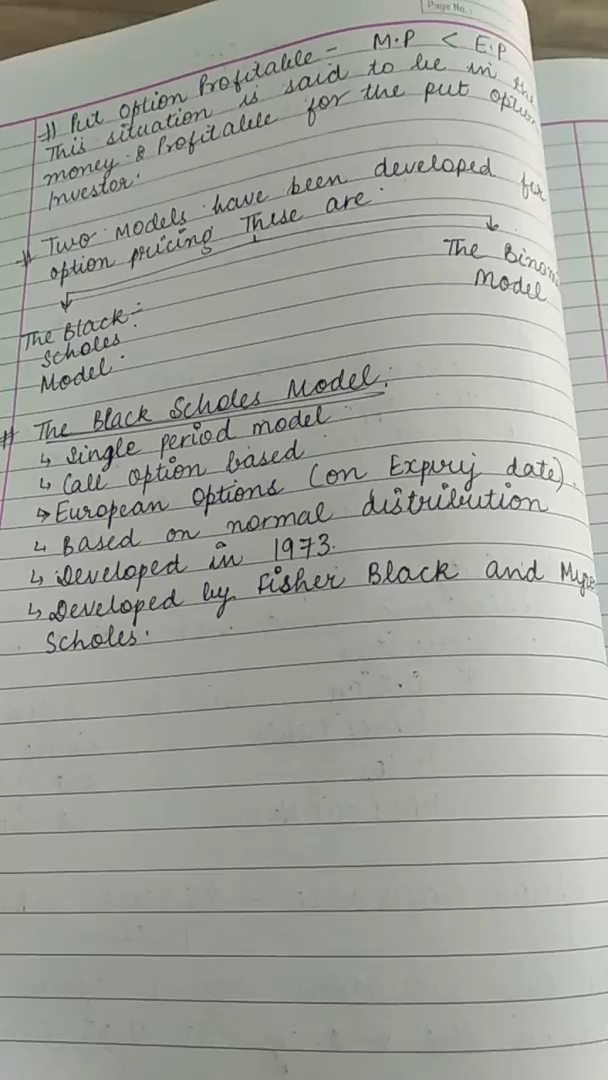 Page No.:
# Put Option Profitable - M.P < E.P
This situation is said to be in the
money & Profitable for the put option
Investor.
# Two Models have been developed for
option pricing These are.
The Black-
Scholes.
Model.
The Binom
Model
# The Black Scholes Model.
↳ Single period model.
↳ Call option based
→ European options (on Expiry date).
↳ Based on normal distribution
↳ Developed in 1973.
↳ Developed by Fisher Black and
Scholes.